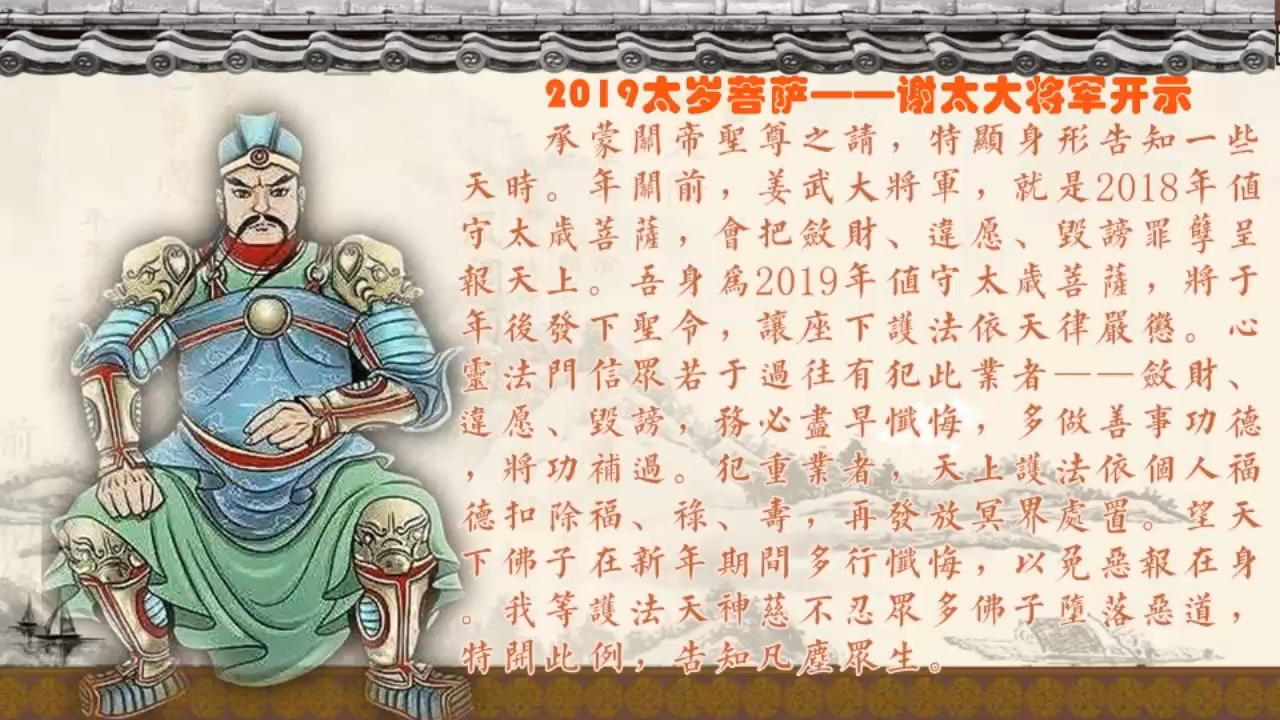 2019太岁菩萨——谢太大将军开示
承蒙關帝聖尊之請，特顯身形告知一些
天時。年關前，姜武大將軍，就是2018年值
守太歲菩薩，會把斂財、違愿、毀謗罪孽呈
報天上。吾身爲2019年值守太歲菩薩，將于
年後發下聖令，讓座下護法依天律嚴懲。心
靈法門信眾若于過往有犯此業者——斂財、
違愿、毀謗，務必盡早懺悔，多做善事功德
，將功補過。犯重業者，天上護法依個人福
德扣除福、祿、壽，再發放冥界處置。望天
下佛子在新年期間多行懺悔，以免惡報在身
。我等護法天神慈不忍眾多佛子墮落惡道，
特開此例，告知凡塵眾生。